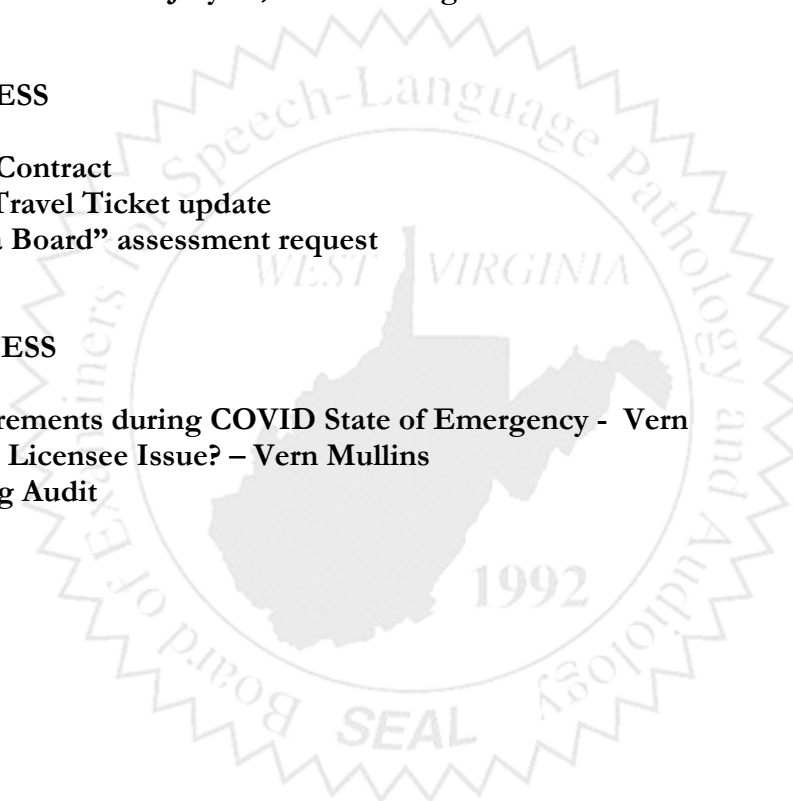 ESS
Contract
Travel Ticket update
Board” assessment request
ESS
rements during COVID State of Emergency - Vern
Licensee Issue? – Vern Mullins
g Audit
Board of Examiners for Speech-Language Pathology and Audiology
WEST VIRGINIA
1992
SEAL